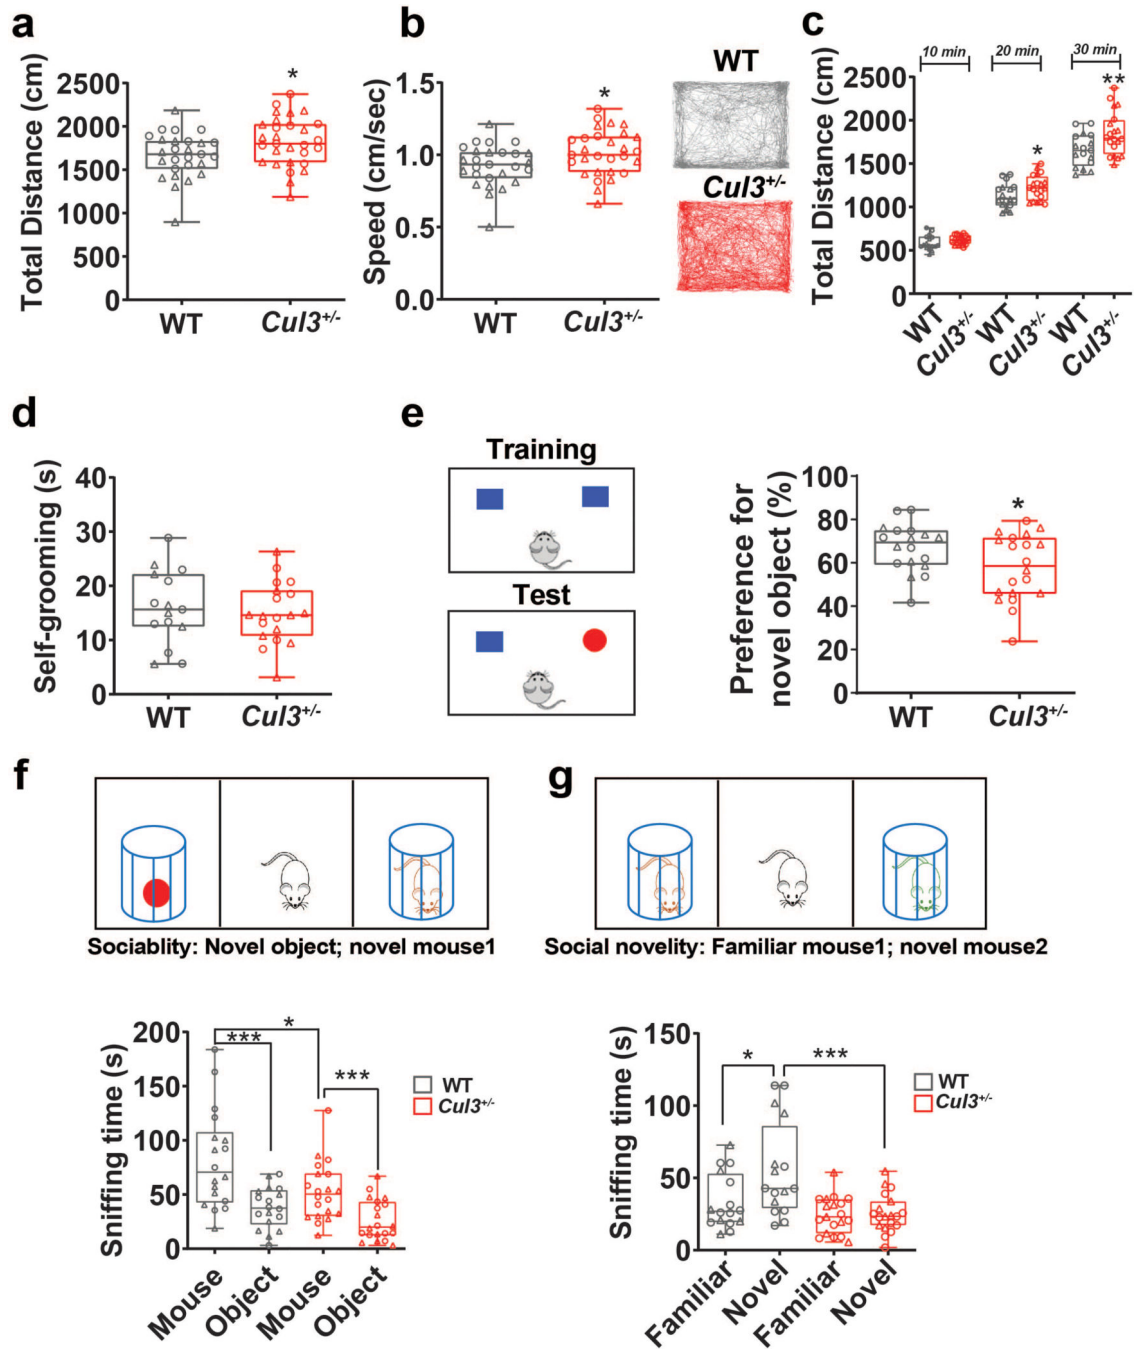 a
Total Distance (cm)
2500
2000
1500
1000
500
0
*
WT
Cul3+/-
b
Speed (cm/sec)
1.5
1.0
0.5
0.0
*
WT
Cul3+/-
WT
Cul3+/-
c
Total Distance (cm)
10 min
20 min
30 min
2500
2000
1500
1000
500
0
*
**
WT
Cul3+/-
WT
Cul3+/-
WT
Cul3+/-
d
Self-grooming (s)
40
30
20
10
0
WT
Cul3+/-
e
Training
Test
Preference for
novel object (%)
100
80
60
40
20
0
*
WT
Cul3+/-
f
Sociablity: Novel object; novel mouse1
Sniffing time (s)
200
150
100
50
0
***
*
***
WT
Cul3+/-
Mouse
Object
Mouse
Object
g
Social novelity: Familiar mouse1; novel mouse2
Sniffing time (s)
150
100
50
0
*
***
WT
Cul3+/-
Familiar
Novel
Familiar
Novel